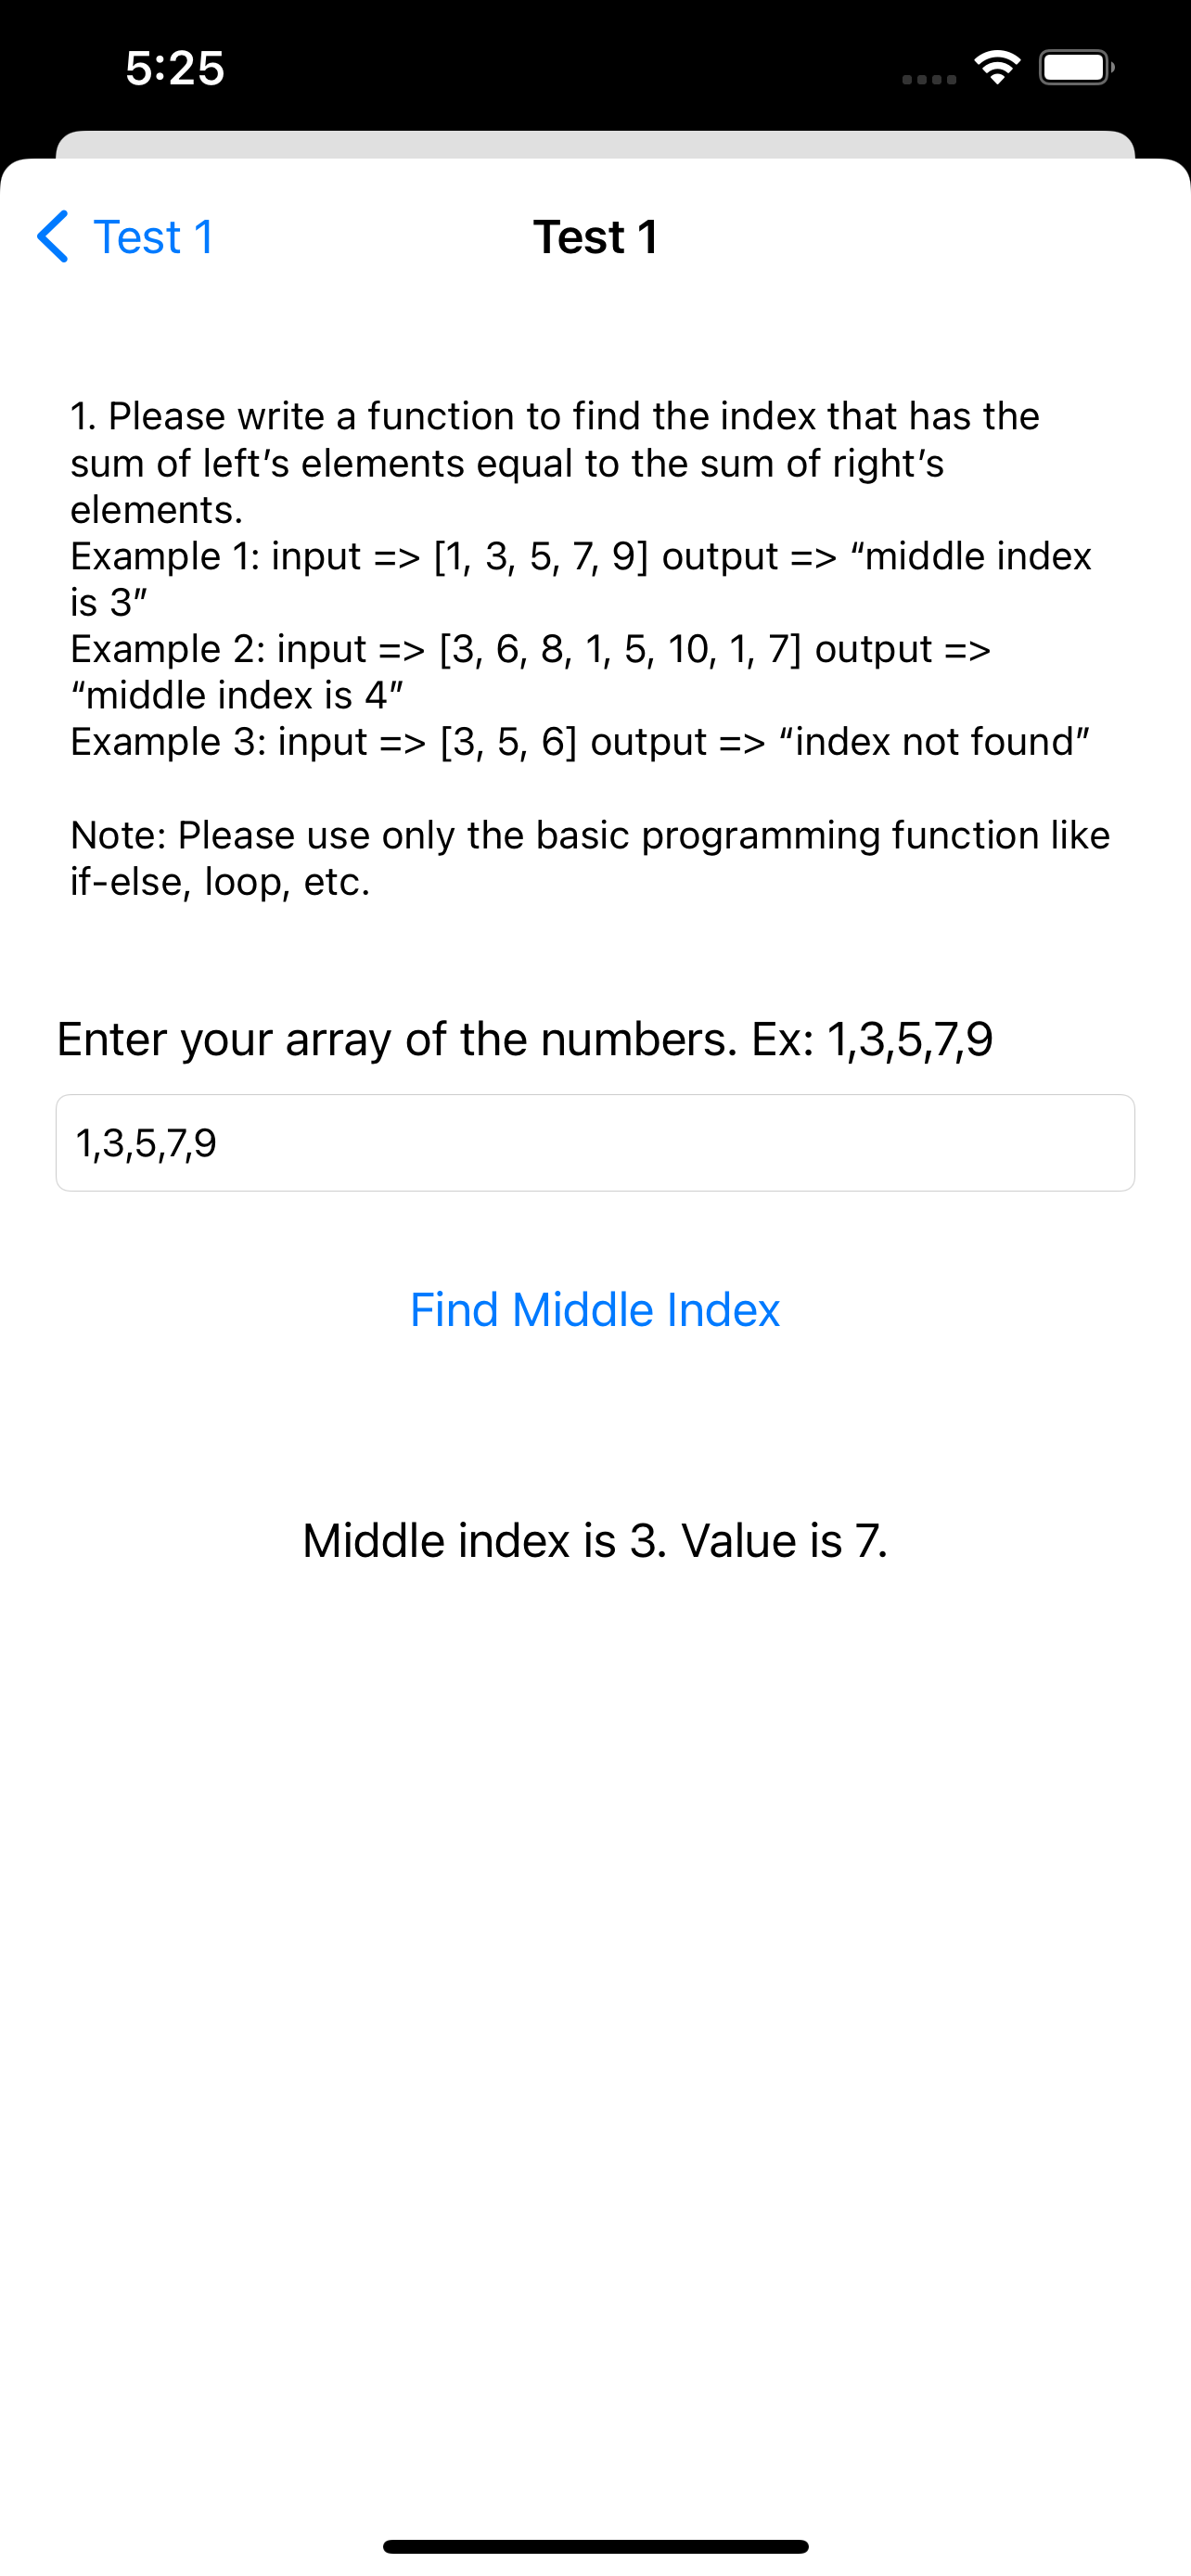 5:25
Test 1
Test 1
1. Please write a function to find the index that has the
sum of left’s elements equal to the sum of right’s
elements.
Example 1: input => [1, 3, 5, 7, 9] output => “middle index
is 3”
Example 2: input => [3, 6, 8, 1, 5, 10, 1, 7] output =>
“middle index is 4”
Example 3: input => [3, 5, 6] output => “index not found”
Note: Please use only the basic programming function like
if-else, loop, etc.
Enter your array of the numbers. Ex: 1,3,5,7,9
1,3,5,7,9
Find Middle Index
Middle index is 3. Value is 7.